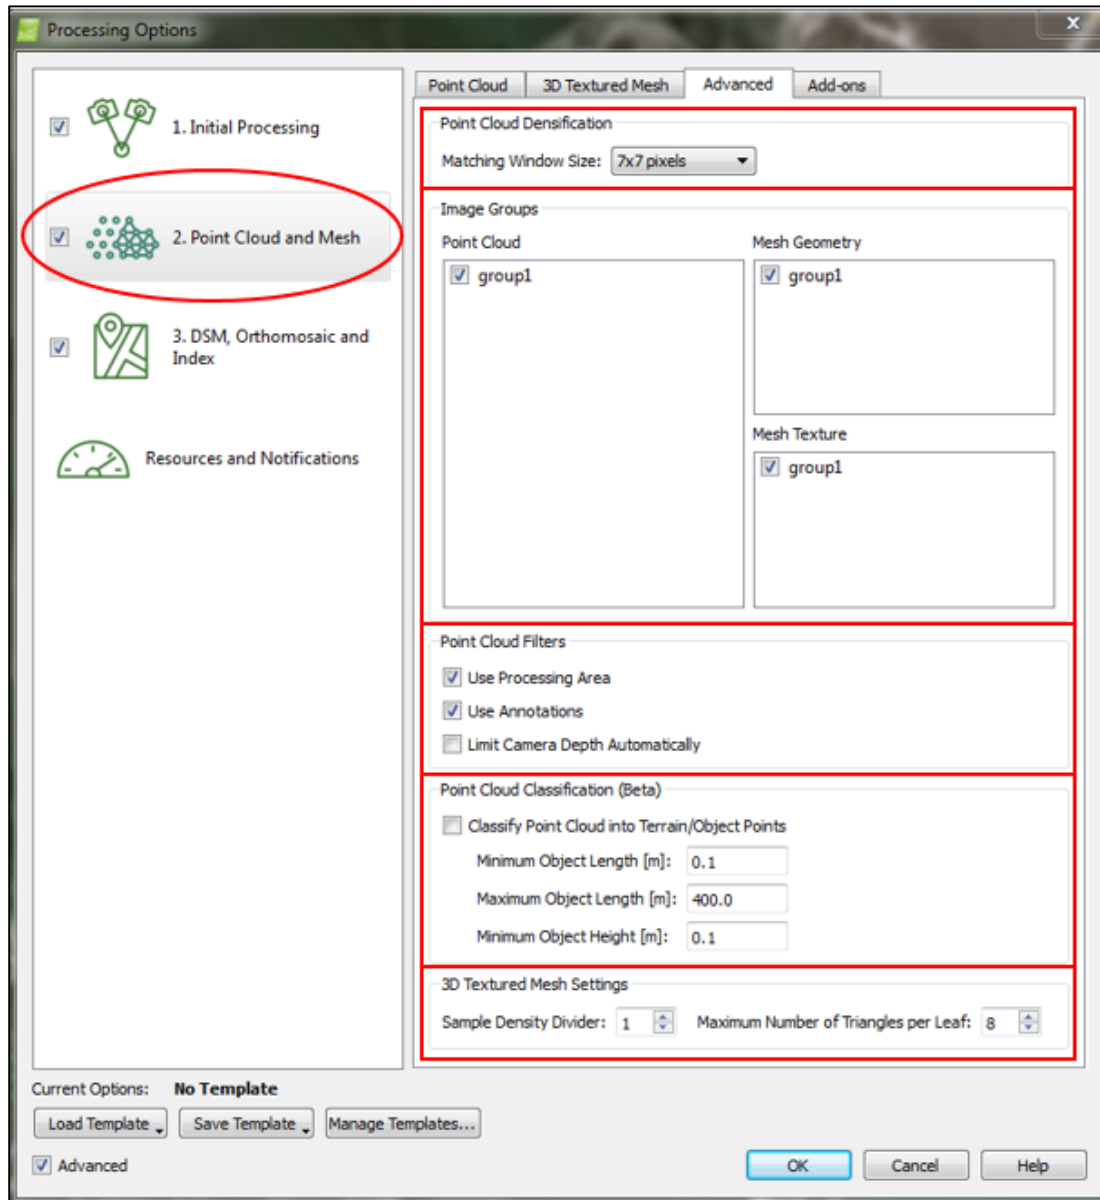 Processing Options
x
1. Initial Processing
2. Point Cloud and Mesh
3. DSM, Orthomosaic and
Index
Resources and Notifications
Point Cloud 3D Textured Mesh Advanced Add-ons
Point Cloud Densification
Matching Window Size: 7x7 pixels
Image Groups
Point Cloud
group1
Mesh Geometry
group1
Mesh Texture
group1
Point Cloud Filters
Use Processing Area
Use Annotations
Limit Camera Depth Automatically
Point Cloud Classification (Beta)
Classify Point Cloud into Terrain/Object Points
Minimum Object Length [m]: 0.1
Maximum Object Length [m]: 400.0
Minimum Object Height [m]: 0.1
3D Textured Mesh Settings
Sample Density Divider: 1 Maximum Number of Triangles per Leaf: 8
Current Options: No Template
Load Template Save Template Manage Templates...
Advanced
OK Cancel Help